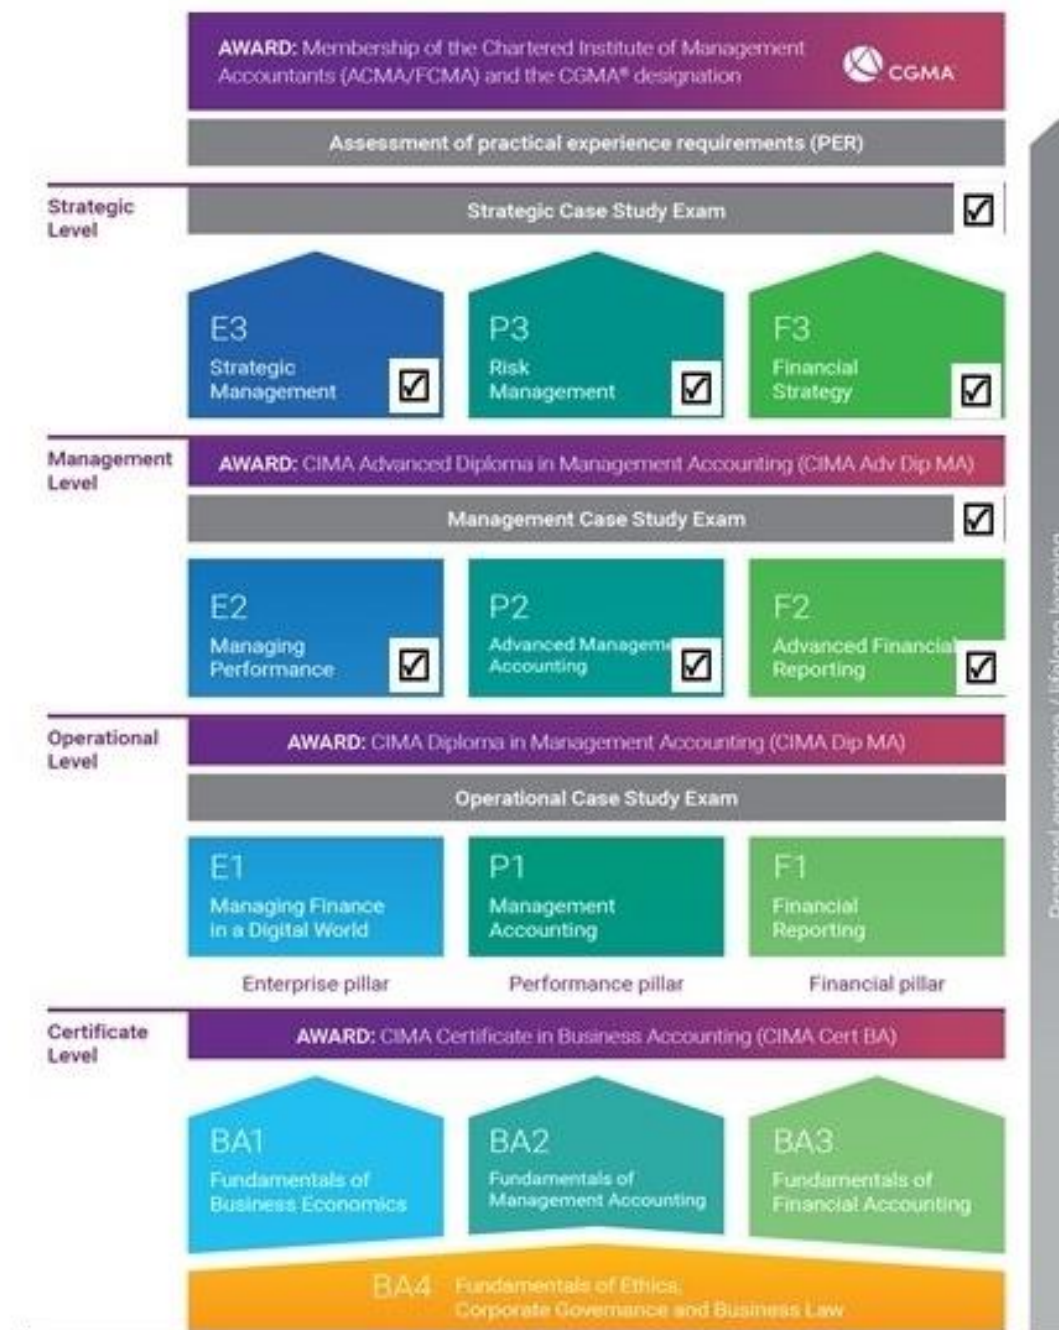 AWARD: Membership of the Chartered Institute of Management
Accountants (ACMA/FCMA) and the CGMA® designation
CGMA
Assessment of practical experience requirements (PER)
Strategic
Level
Strategic Case Study Exam
E3
Strategic
Management
P3
Risk
Management
F3
Financial
Strategy
Management
Level
AWARD: CIMA Advanced Diploma in Management Accounting (CIMA Adv Dip MA)
Management Case Study Exam
E2
Managing
Performance
P2
Advanced Manageme
Accounting
F2
Advanced Financial
Reporting
Operational
Level
AWARD: CIMA Diploma in Management Accounting (CIMA Dip MA)
Operational Case Study Exam
E1
Managing Finance
in a Digital World
P1
Management
Accounting
F1
Financial
Reporting
Enterprise pillar
Performance pillar
Financial pillar
Certificate
Level
AWARD: CIMA Certificate in Business Accounting (CIMA Cert BA)
BA1
Fundamentals of
Business Economics
BA2
Fundamentals of
Management Accounting
BA3
Fundamentals of
Financial Accounting
BA4
Fundamentals of Ethics,
Corporate Governance and Business Law